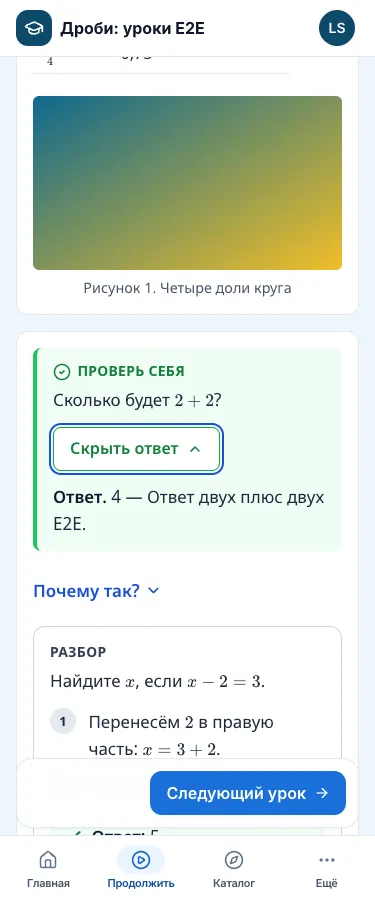 Дроби: уроки E2E
LS
4
Рисунок 1. Четыре доли круга
ПРОВЕРЬ СЕБЯ
Сколько будет 2 + 2?
Скрыть ответ
Ответ. 4 — Ответ двух плюс двух
E2E.
Почему так?
РАЗБОР
Найдите x, если x − 2 = 3.
1 Перенесём 2 в правую
часть: x = 3 + 2.
Следующий урок →
Главная
Продолжить
Каталог
Ещё